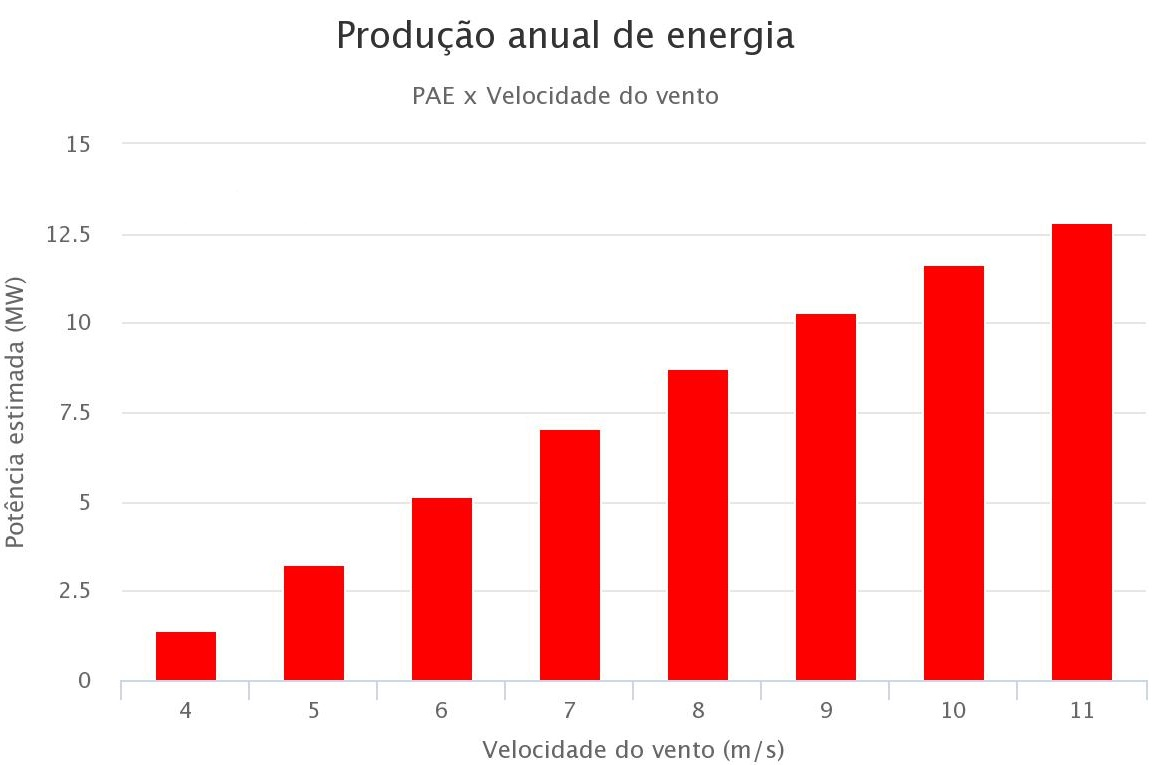 Produção anual de energia
PAE x Velocidade do vento
Potência estimada (MW)
15
12.5
10
7.5
5
2.5
0
4 5 6 7 8 9 10 11
Velocidade do vento (m/s)